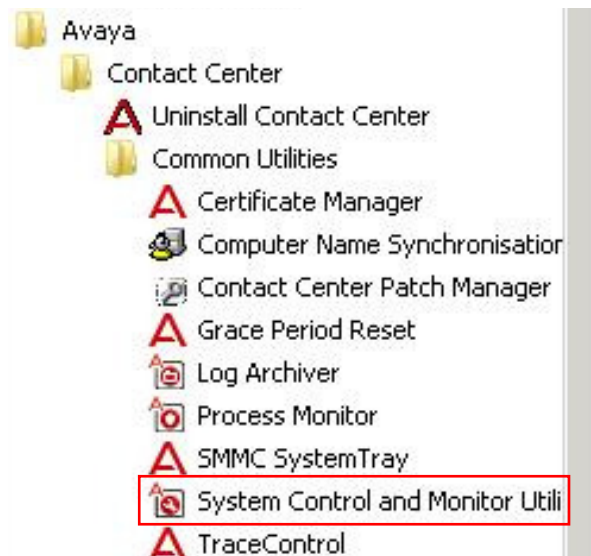 Avaya
Contact Center
Uninstall Contact Center
Common Utilities
Certificate Manager
Computer Name Synchronisation
Contact Center Patch Manager
Grace Period Reset
Log Archiver
Process Monitor
SMMC SystemTray
System Control and Monitor Utili
TraceControl